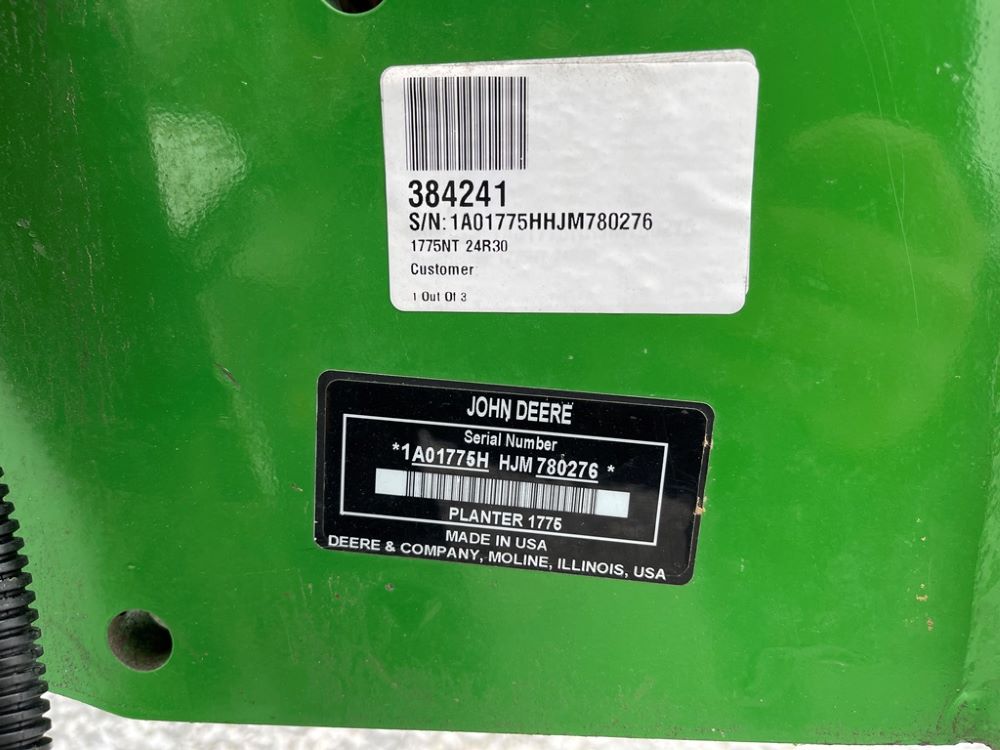 384241
S/N: 1A01775HHJM780276
1775NT 24R30
Customer
1 Out Of 3
JOHN DEERE
Serial Number
*1A01775H HJM 780276 *
PLANTER 1775
MADE IN USA
DEERE & COMPANY, MOLINE, ILLINOIS, USA